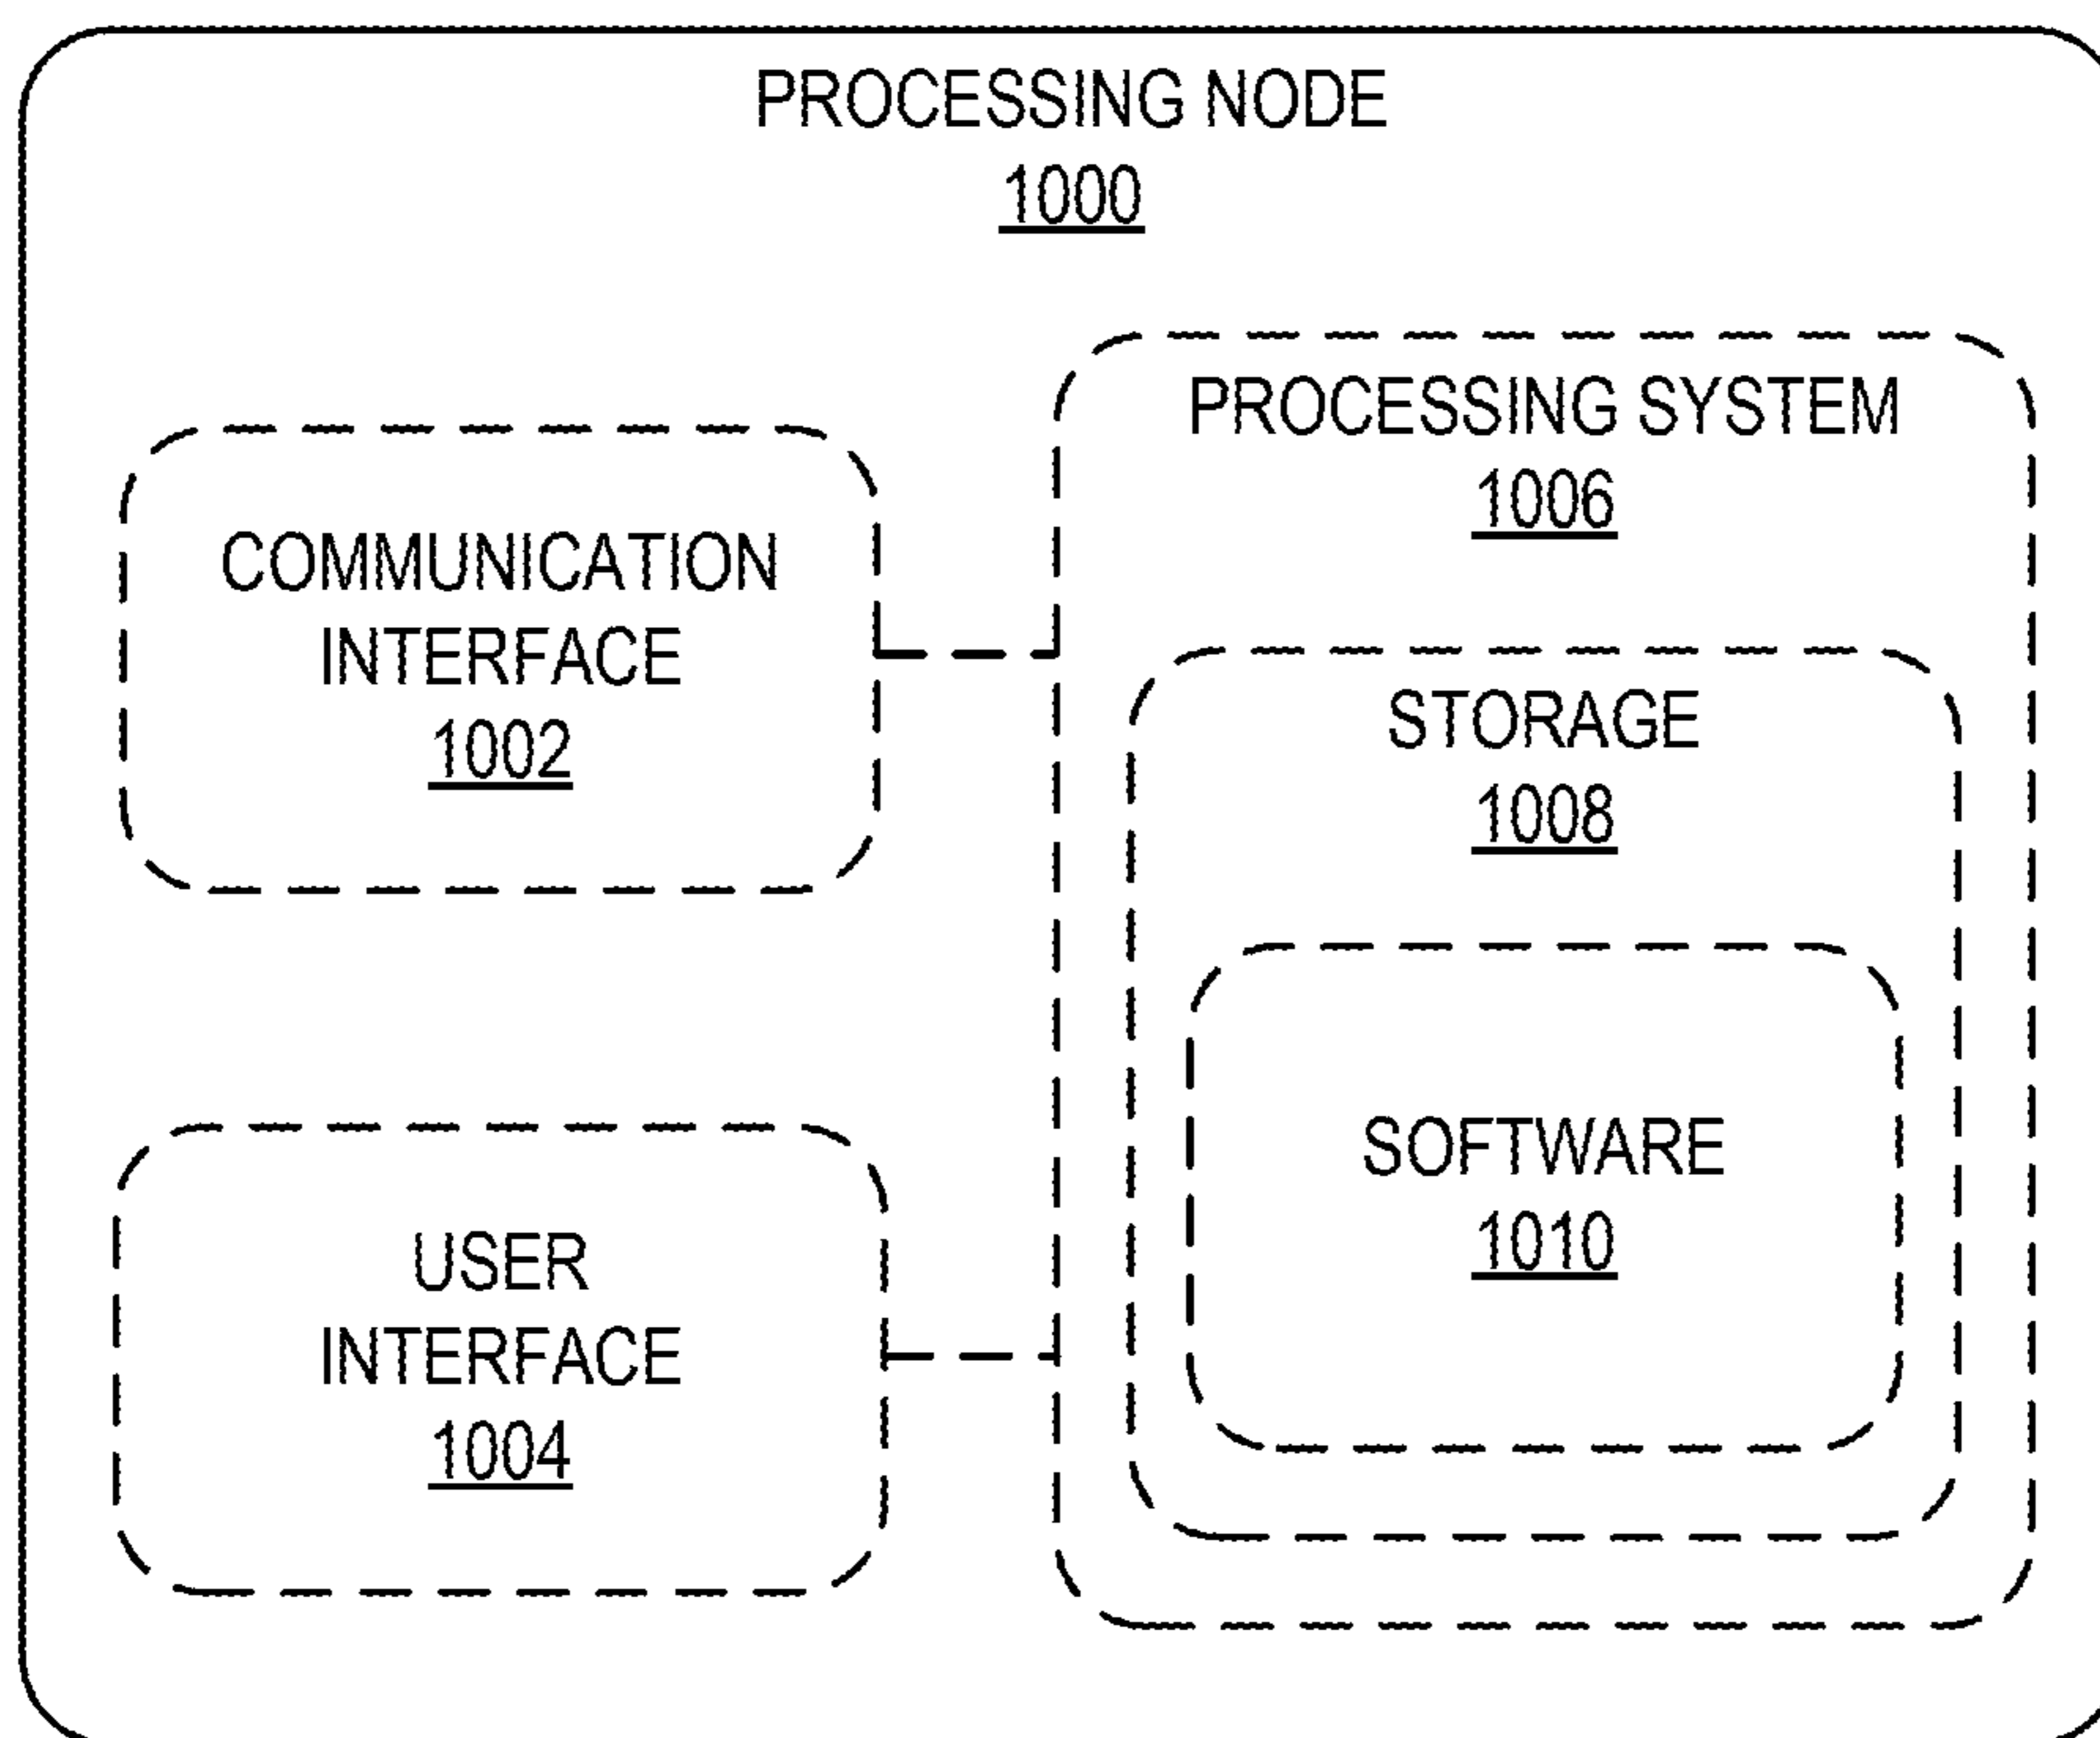 PROCESSING NODE
1000
COMMUNICATION
INTERFACE
1002
USER
INTERFACE
1004
PROCESSING SYSTEM
1006
STORAGE
1008
SOFTWARE
1010